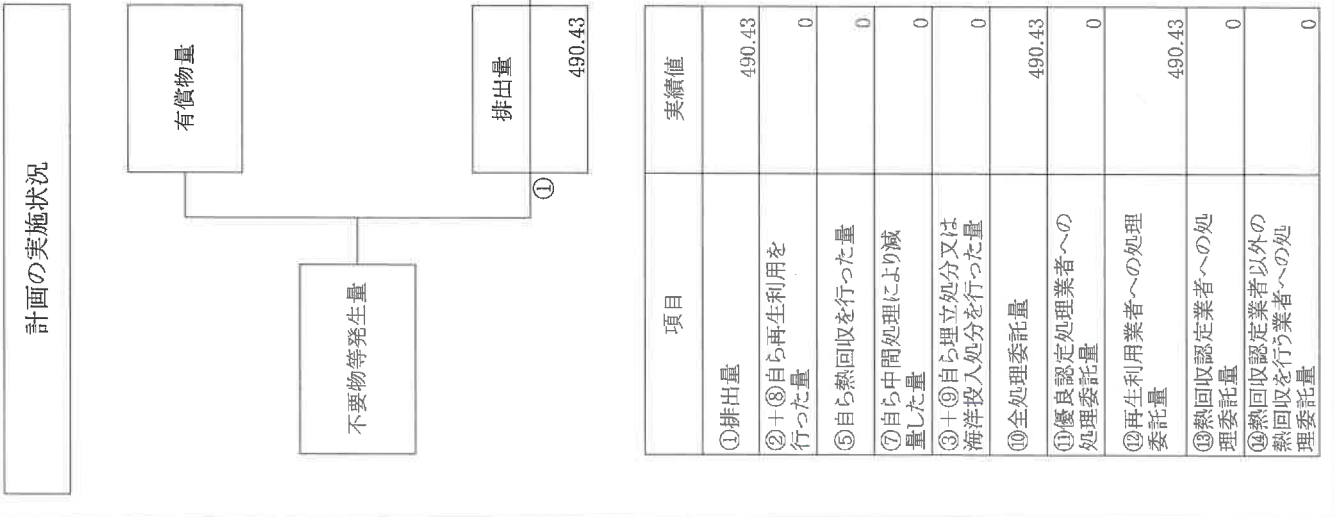 計画の実施状況
有償物量
不要物等発生量
排出量
①
490.43
項目
実績値
①排出量
490.43
②+⑧自ら再生利用を
行った量
0
⑤自ら熱回収を行った量
0
⑦自ら中間処理により減
量した量
0
③+⑨自ら埋立処分又は
海洋投入処分を行った量
0
⑩全処理委託量
490.43
⑪優良認定処理業者への
処理委託量
0
⑫再生利用業者への処理
委託量
490.43
⑬熱回収認定業者への処
理委託量
0
⑭熱回収認定業者以外の
熱回収を行う業者への処
理委託量
0